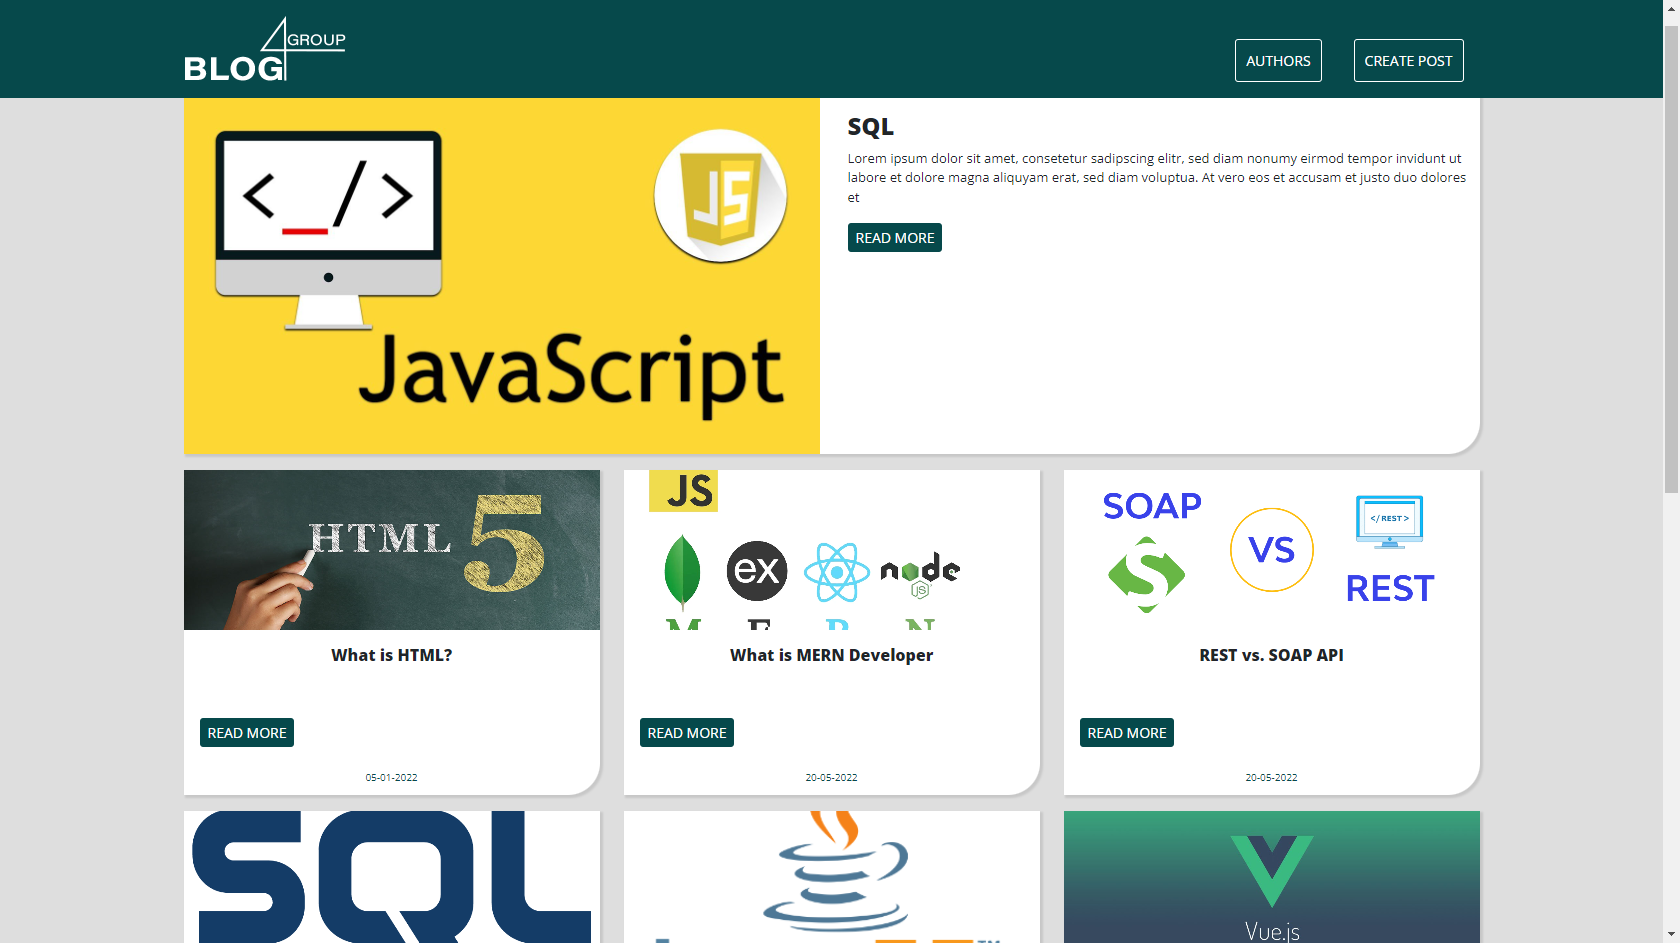 BLOG 4 GROUP
AUTHORS
CREATE POST
<_/>
JS
JavaScript
SQL
Lorem ipsum dolor sit amet, consetetur sadipscing elitr, sed diam nonumy eirmod tempor invidunt ut
labore et dolore magna aliquyam erat, sed diam voluptua. At vero eos et accusam et justo duo dolores
et
READ MORE
HTML 5
What is HTML?
READ MORE
05-01-2022
JS
ex
node
JS
M E R N
What is MERN Developer
READ MORE
20-05-2022
SOAP
S
VS
</REST>
REST
REST vs. SOAP API
READ MORE
20-05-2022
SQL
TM
Vue.js